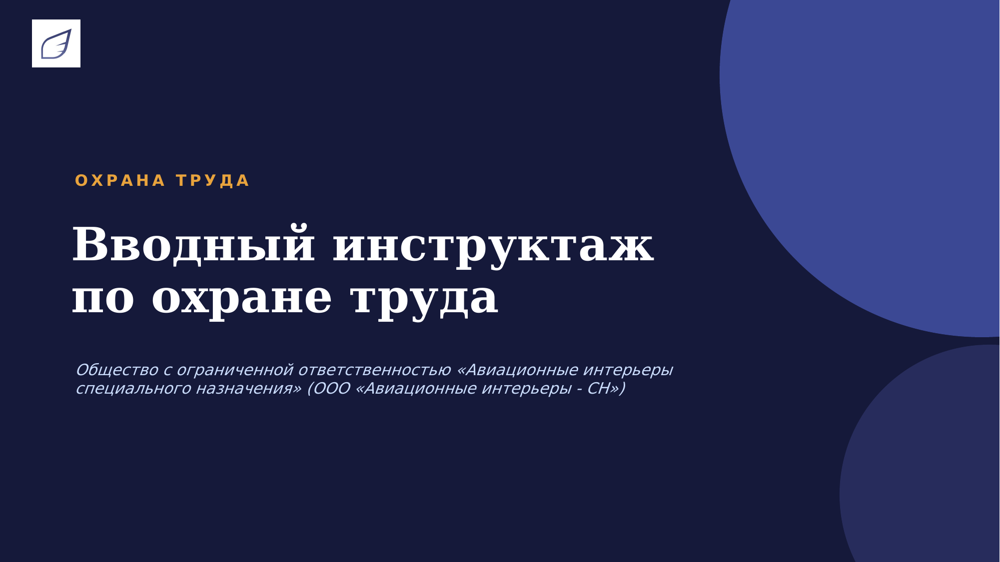 ОХРАНА ТРУДА
Вводный инструктаж
по охране труда
Общество с ограниченной ответственностью «Авиационные интерьеры
специального назначения» (ООО «Авиационные интерьеры - СН»)